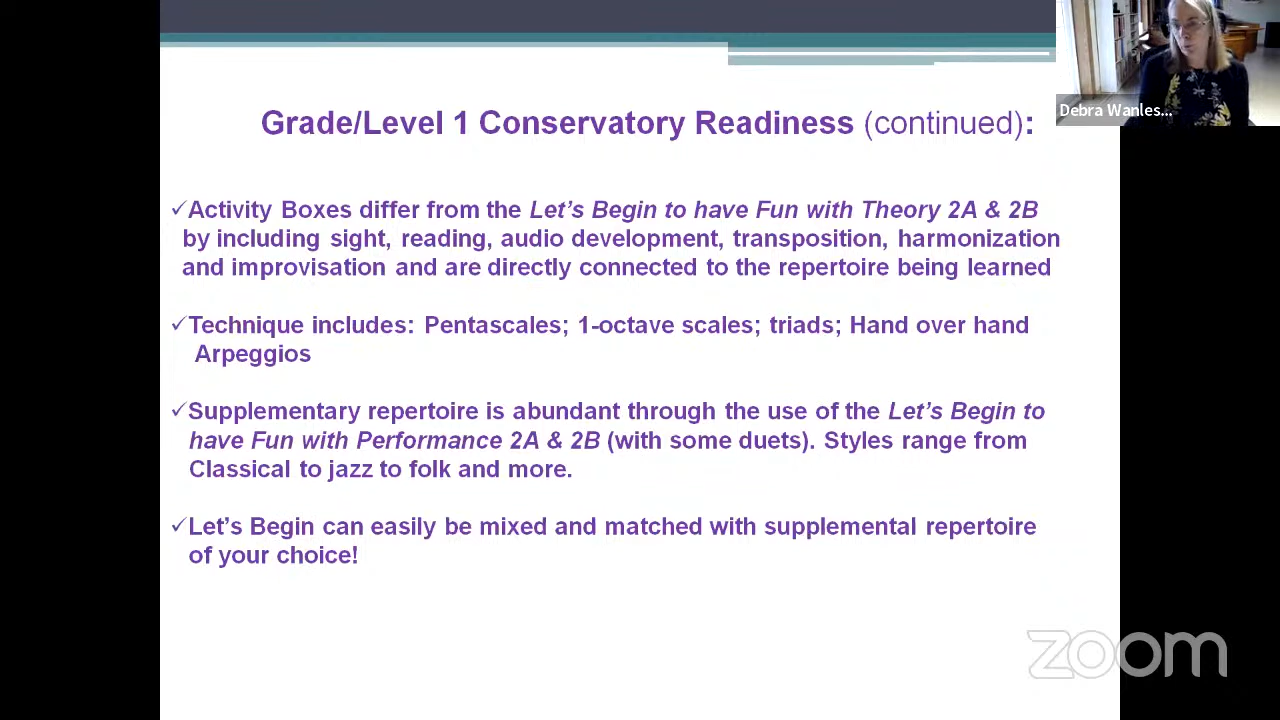 Grade/Level 1 Conservatory Readiness (continued):
Debra Wanles...
✓Activity Boxes differ from the Let’s Begin to have Fun with Theory 2A & 2B
by including sight, reading, audio development, transposition, harmonization
and improvisation and are directly connected to the repertoire being learned
✓Technique includes: Pentascales; 1-octave scales; triads; Hand over hand
Arpeggios
✓Supplementary repertoire is abundant through the use of the Let’s Begin to
have Fun with Performance 2A & 2B (with some duets). Styles range from
Classical to jazz to folk and more.
✓Let’s Begin can easily be mixed and matched with supplemental repertoire
of your choice!
zoom